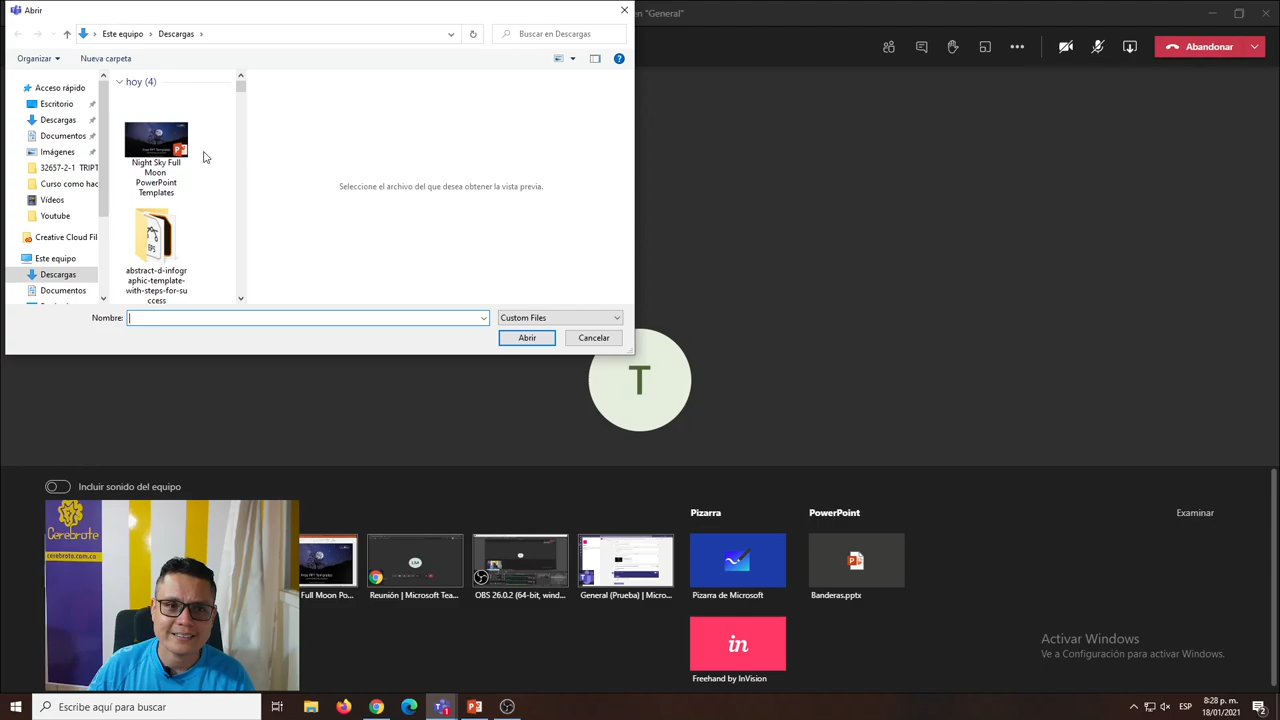 Abrir
en "General"
Este equipo
Descargas
Buscar en Descargas
Abandonar
Organizar
Nueva carpeta
hoy (4)
Acceso rápido
Escritorio
Descargas
Documentos
Imágenes
32657-2-1 TRIPT
Curso como hac
Vídeos
Youtube
Creative Cloud Fil
Este equipo
Descargas
Documentos
Night Sky Full
Moon
PowerPoint
Templates
abstract-d-infogr
aphic-template-
with-steps-for-su
ccess
Seleccione el archivo del que desea obtener la vista previa.
Nombre:
Custom Files
Abrir
Cancelar
T
Incluir sonido del equipo
Pizarra
PowerPoint
Examinar
Cerebrote
cerebrote.com.co
Full Moon Po...
Reunión | Microsoft Tea...
LM
OBS 26.0.2 (64-bit, wind...
General (Prueba) | Micro...
Pizarra de Microsoft
Banderas.pptx
in
Freehand by InVision
Activar Windows
Ve a Configuración para activar Windows.
Escribe aquí para buscar
ESP
8:28 p. m.
18/01/2021
2